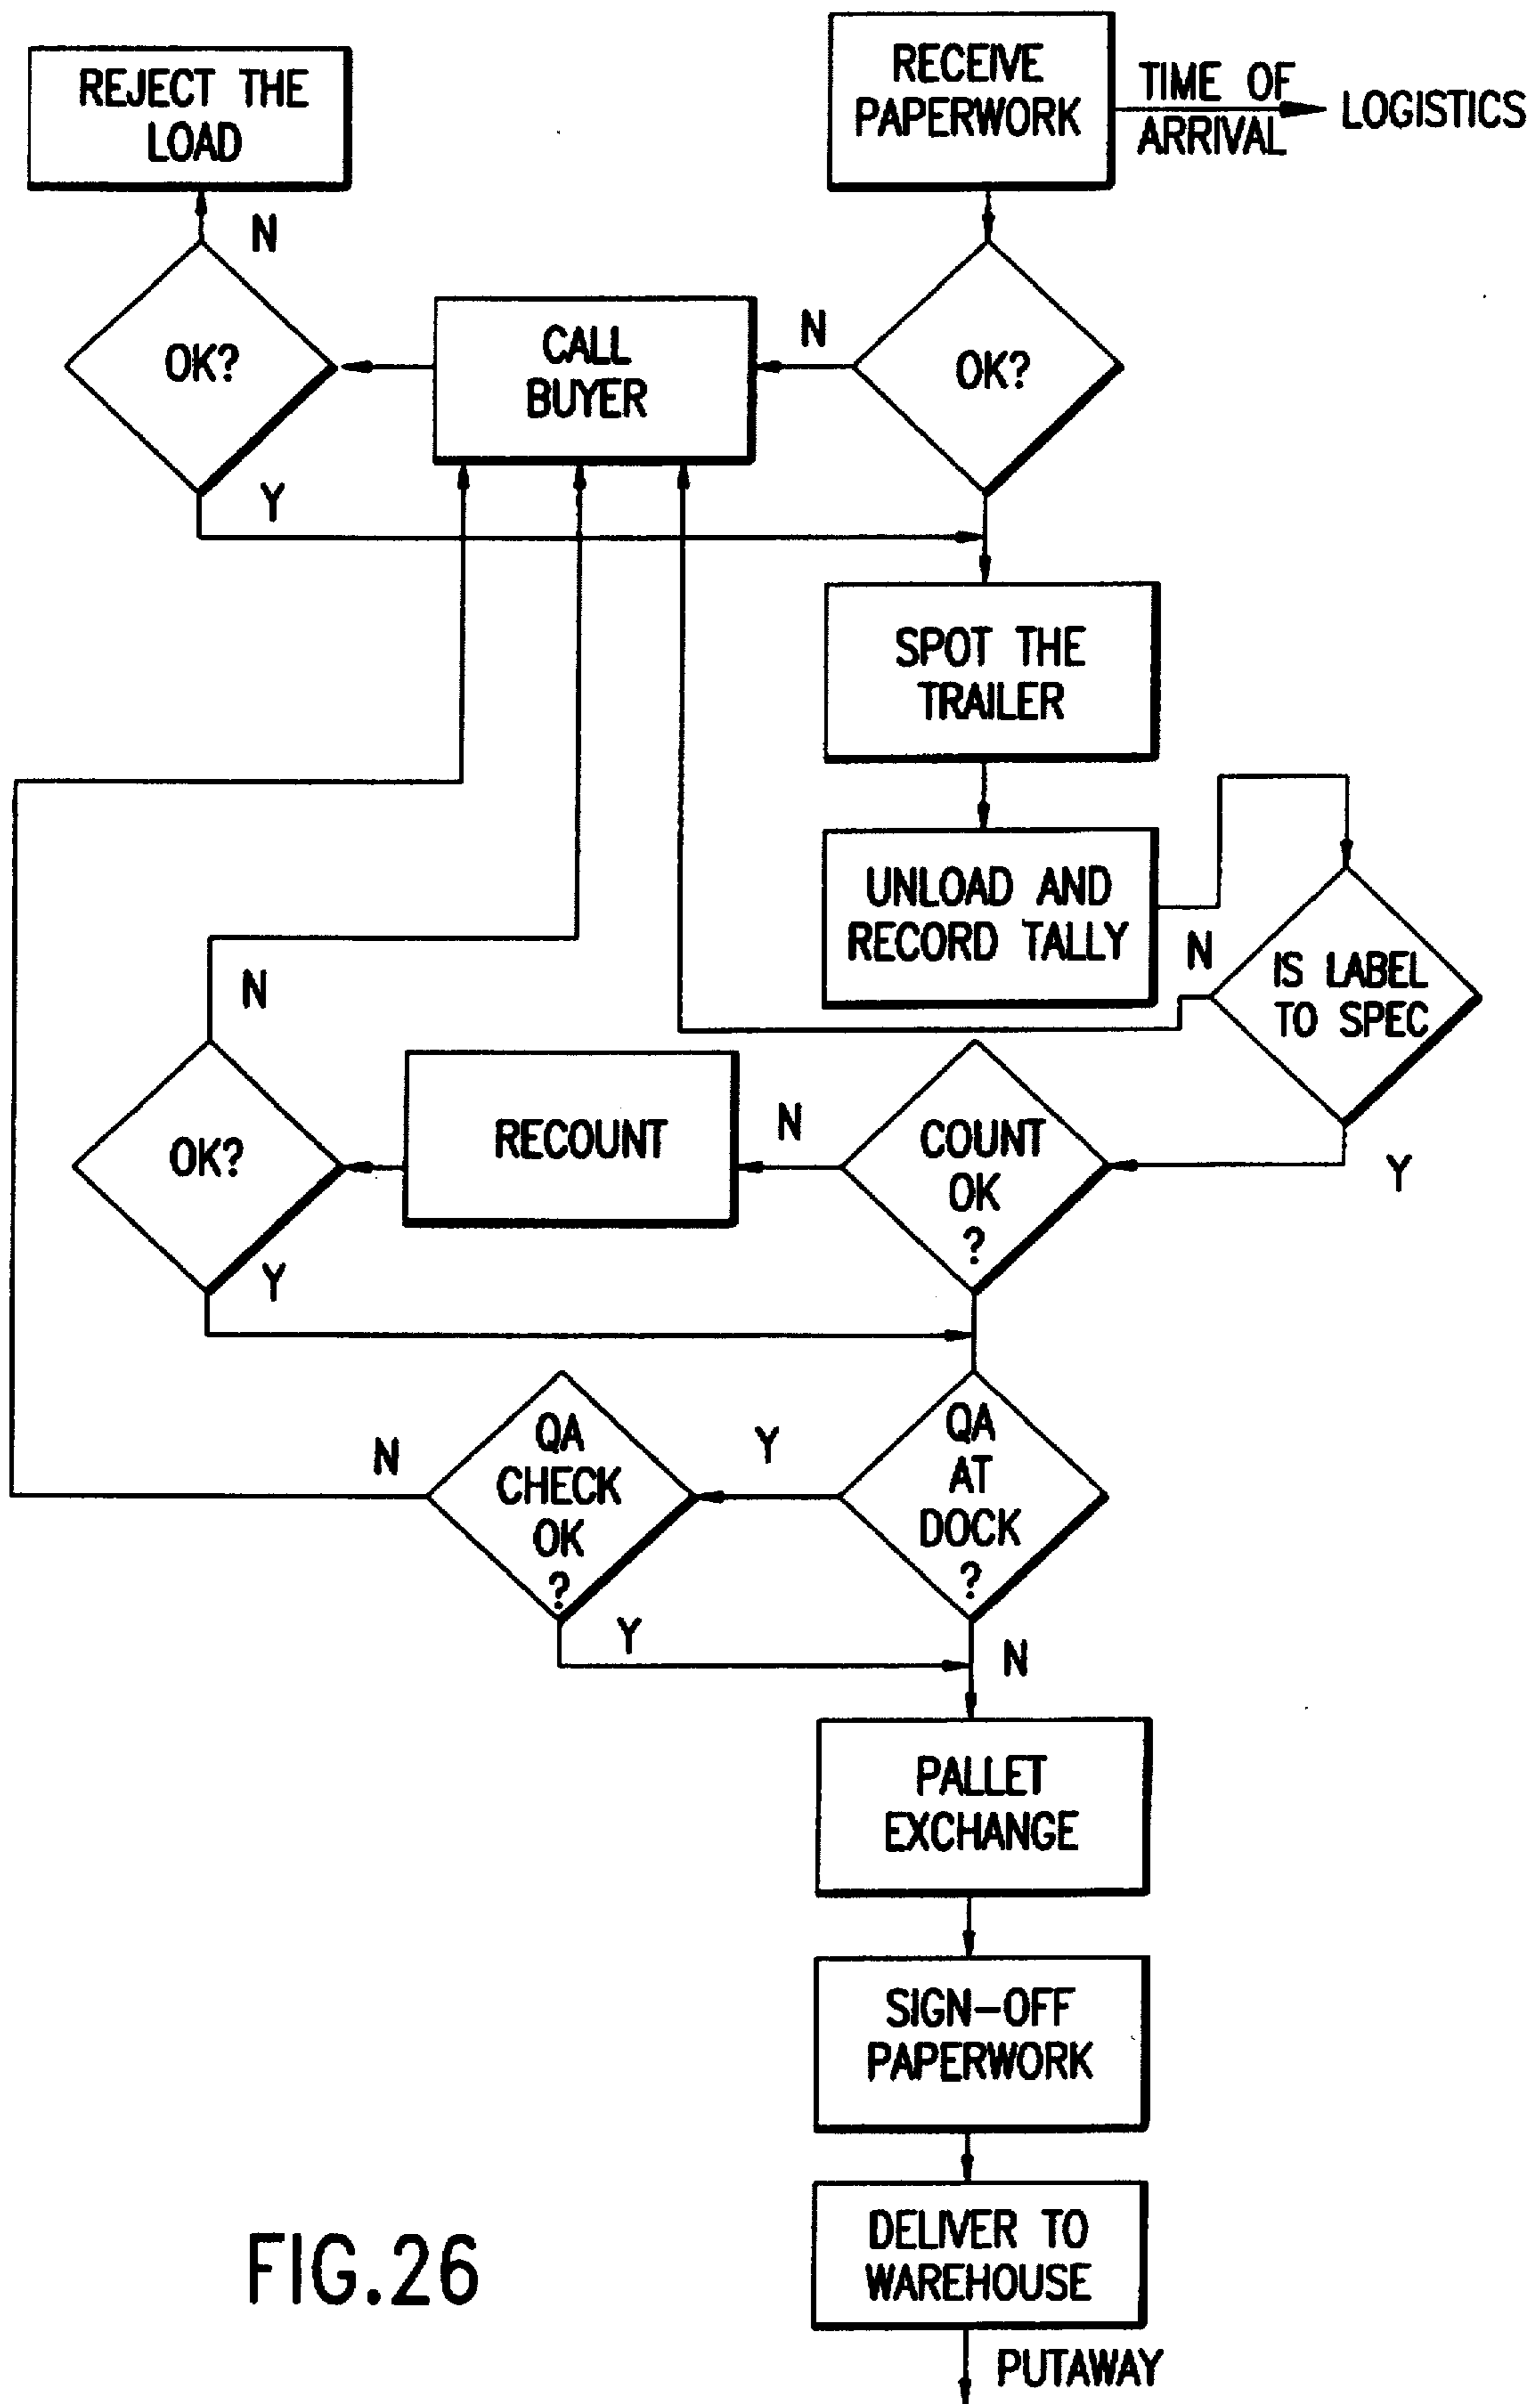 REJECT THE
LOAD
RECEIVE
PAPERWORK
TIME OF
ARRIVAL
LOGISTICS
N
OK?
CALL
BUYER
N
OK?
Y
SPOT THE
TRAILER
UNLOAD AND
RECORD TALLY
N
IS LABEL
TO SPEC
N
OK?
RECOUNT
N
COUNT
OK
?
Y
Y
N
QA
CHECK
OK
?
Y
QA
AT
DOCK
?
Y
N
PALLET
EXCHANGE
SIGN-OFF
PAPERWORK
DELIVER TO
WAREHOUSE
PUTAWAY
FIG.26